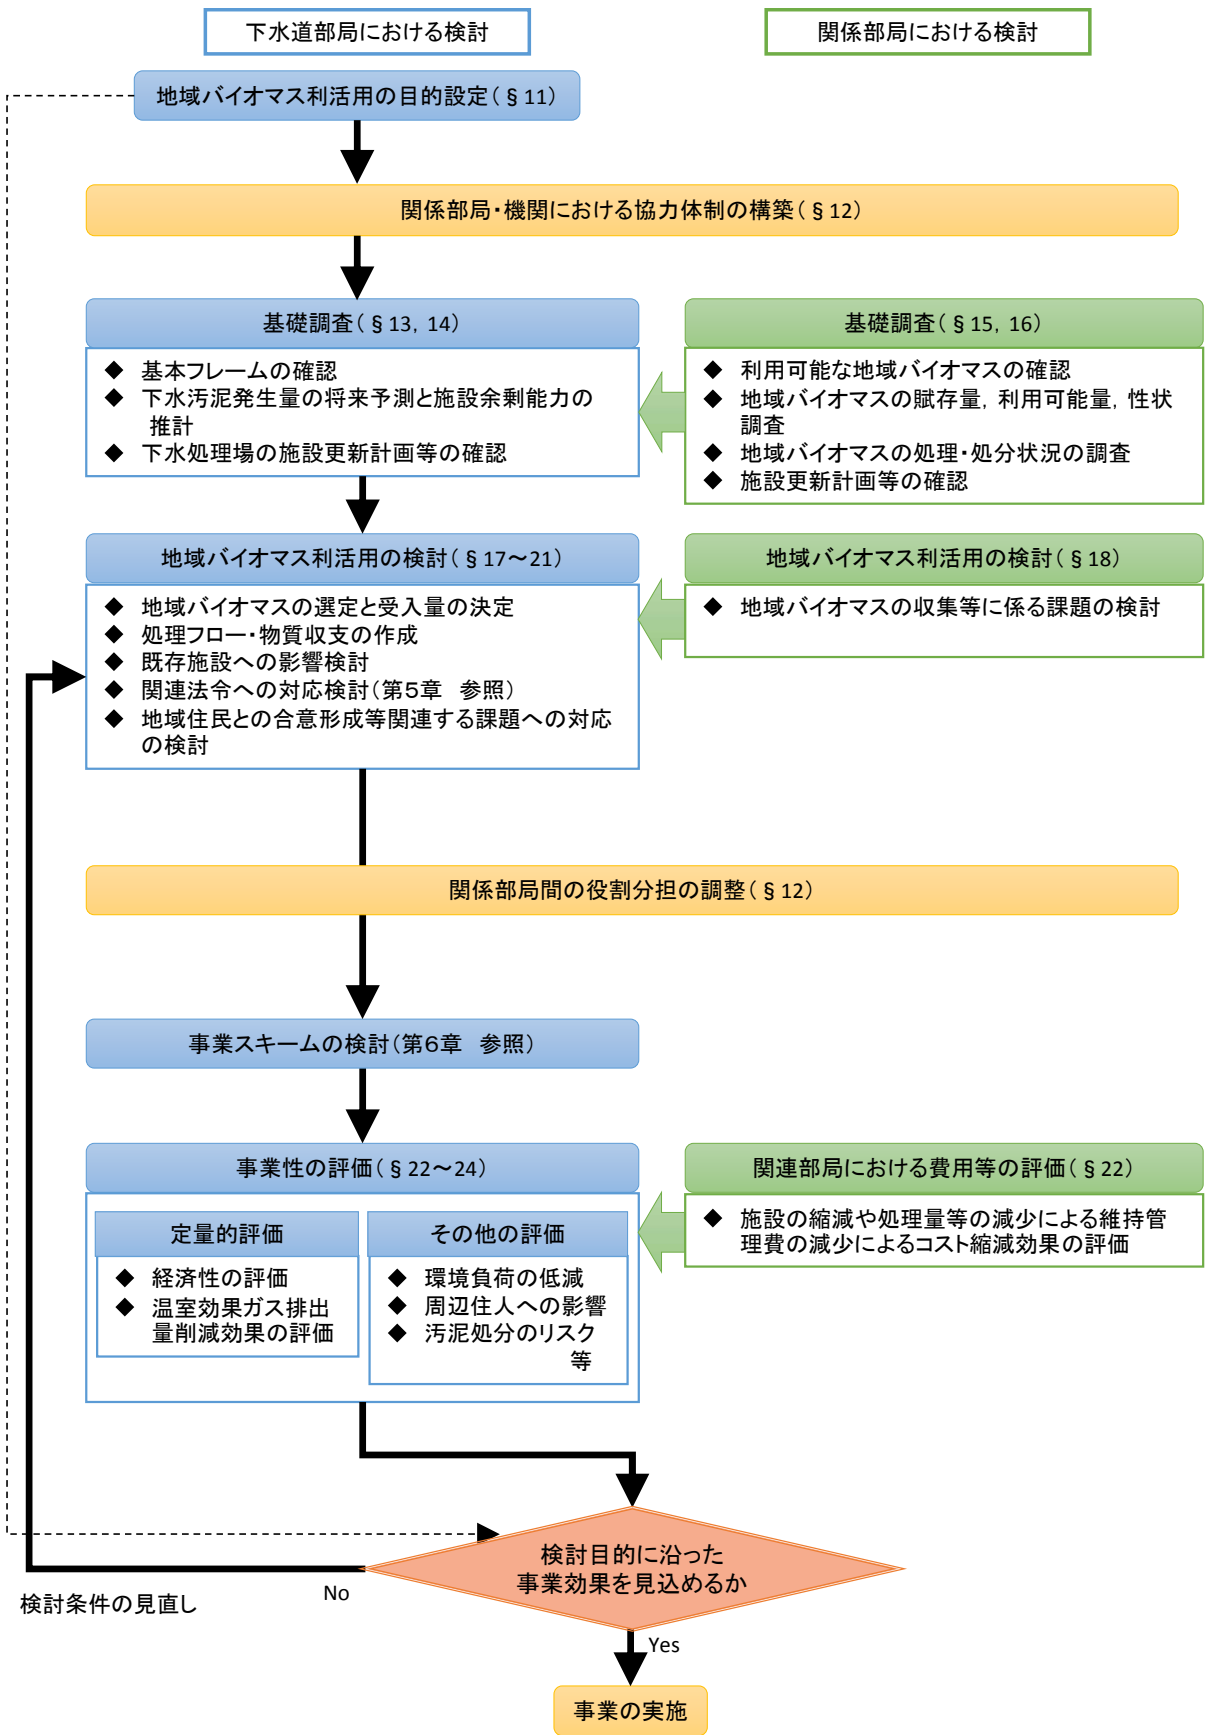 下水道部局における検討
関係部局における検討
地域バイオマス利活用の目的設定(§11)
関係部局・機関における協力体制の構築(§12)
基礎調査(§13, 14)
◆ 基本フレームの確認
◆ 下水汚泥発生量の将来予測と施設余剰能力の
推計
◆ 下水処理場の施設更新計画等の確認
基礎調査(§15, 16)
◆ 利用可能な地域バイオマスの確認
◆ 地域バイオマスの賦存量, 利用可能量, 性状
調査
◆ 地域バイオマスの処理・処分状況の調査
◆ 施設更新計画等の確認
地域バイオマス利活用の検討(§17~21)
◆ 地域バイオマスの選定と受入量の決定
◆ 処理フロー・物質収支の作成
◆ 既存施設への影響検討
◆ 関連法令への対応検討(第5章 参照)
◆ 地域住民との合意形成等関連する課題への対応
の検討
地域バイオマス利活用の検討(§18)
◆ 地域バイオマスの収集等に係る課題の検討
関係部局間の役割分担の調整(§12)
事業スキームの検討(第6章 参照)
事業性の評価(§22~24)
定量的評価
◆ 経済性の評価
◆ 温室効果ガス排出
量削減効果の評価
その他の評価
◆ 環境負荷の低減
◆ 周辺住人への影響
◆ 汚泥処分のリスク
等
関連部局における費用等の評価(§22)
◆ 施設の縮減や処理量等の減少による維持管
理費の減少によるコスト縮減効果の評価
検討目的に沿った
事業効果を見込めるか
No
検討条件の見直し
Yes
事業の実施